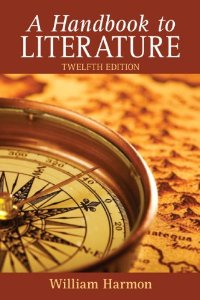 A Handbook to
LITERATURE
TWELFTH EDITION
William Harmon